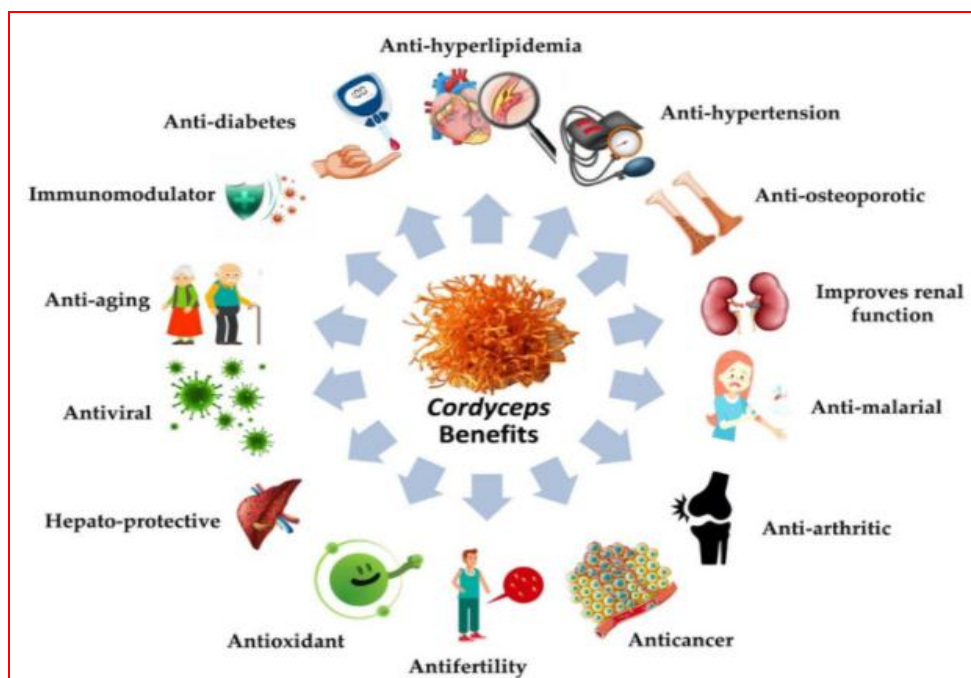 Anti-hyperlipidemia
Anti-diabetes
Anti-hypertension
Immunomodulator
Anti-osteoporotic
Anti-aging
Improves renal
function
Antiviral
Anti-malarial
Cordyceps
Benefits
Hepato-protective
Anti-arthritic
Antioxidant
Antifertility
Anticancer